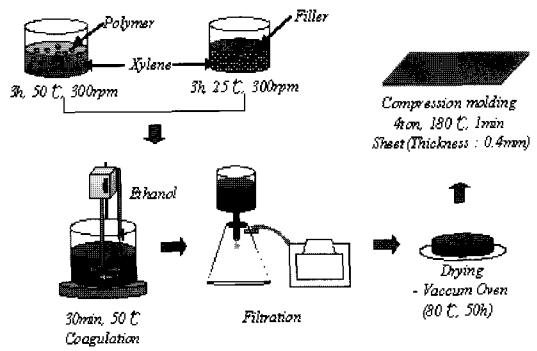 Polymer
Filler
Xylene
3h, 50℃, 300rpm
3h, 25℃, 300rpm
Compression molding
4ton, 180℃, 1min
Sheet(Thickness : 0.4mm)
Ethanol
30min, 50℃
Coagulation
Filtration
Drying
- Vaccum Oven
(80℃, 50h)